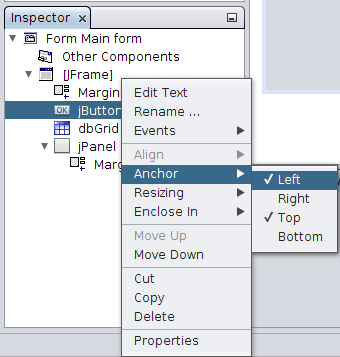 Inspector
Form Main form
Other Components
[JFrame]
Margin
jButton
dbGrid
jPanel
Marg
Edit Text
Rename ...
Events
Align
Anchor
Resizing
Enclose In
Move Up
Move Down
Cut
Copy
Delete
Properties
Left
Right
Top
Bottom